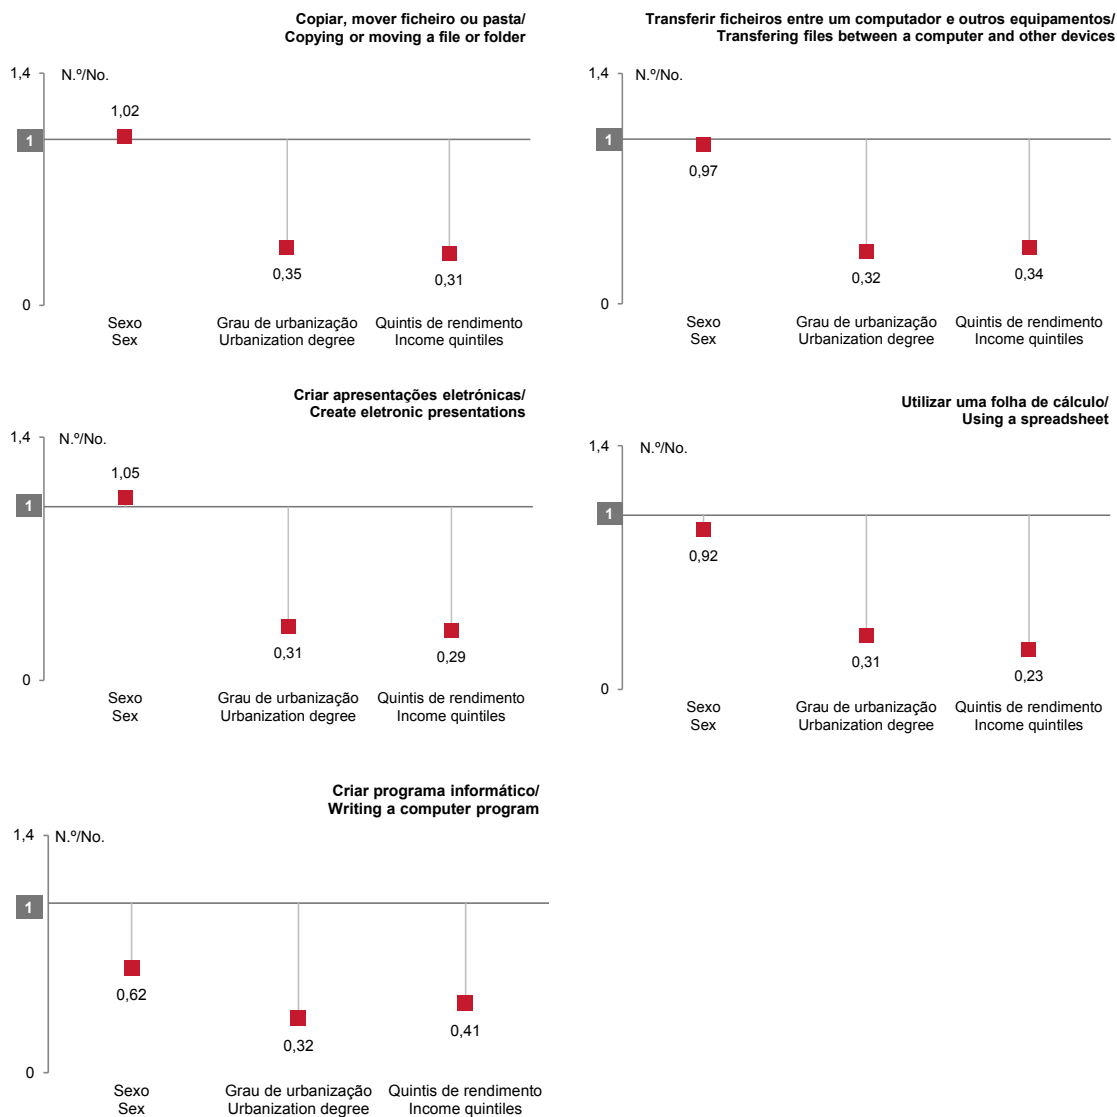 Copiar, mover ficheiro ou pasta/
Copying or moving a file or folder
1,4
N.º/No.
1,02
1
0,35
0,31
0
Sexo
Sex
Grau de urbanização
Urbanization degree
Quintis de rendimento
Income quintiles
Transferir ficheiros entre um computador e outros equipamentos/
Transfering files between a computer and other devices
1,4
N.º/No.
1
0,97
0,32
0,34
0
Sexo
Sex
Grau de urbanização
Urbanization degree
Quintis de rendimento
Income quintiles
Criar apresentações eletrónicas/
Create eletronic presentations
1,4
N.º/No.
1,05
1
0,31
0,29
0
Sexo
Sex
Grau de urbanização
Urbanization degree
Quintis de rendimento
Income quintiles
Utilizar uma folha de cálculo/
Using a spreadsheet
1,4
N.º/No.
1
0,92
0,31
0,23
0
Sexo
Sex
Grau de urbanização
Urbanization degree
Quintis de rendimento
Income quintiles
Criar programa informático/
Writing a computer program
1,4
N.º/No.
1
0,62
0,32
0,41
0
Sexo
Sex
Grau de urbanização
Urbanization degree
Quintis de rendimento
Income quintiles